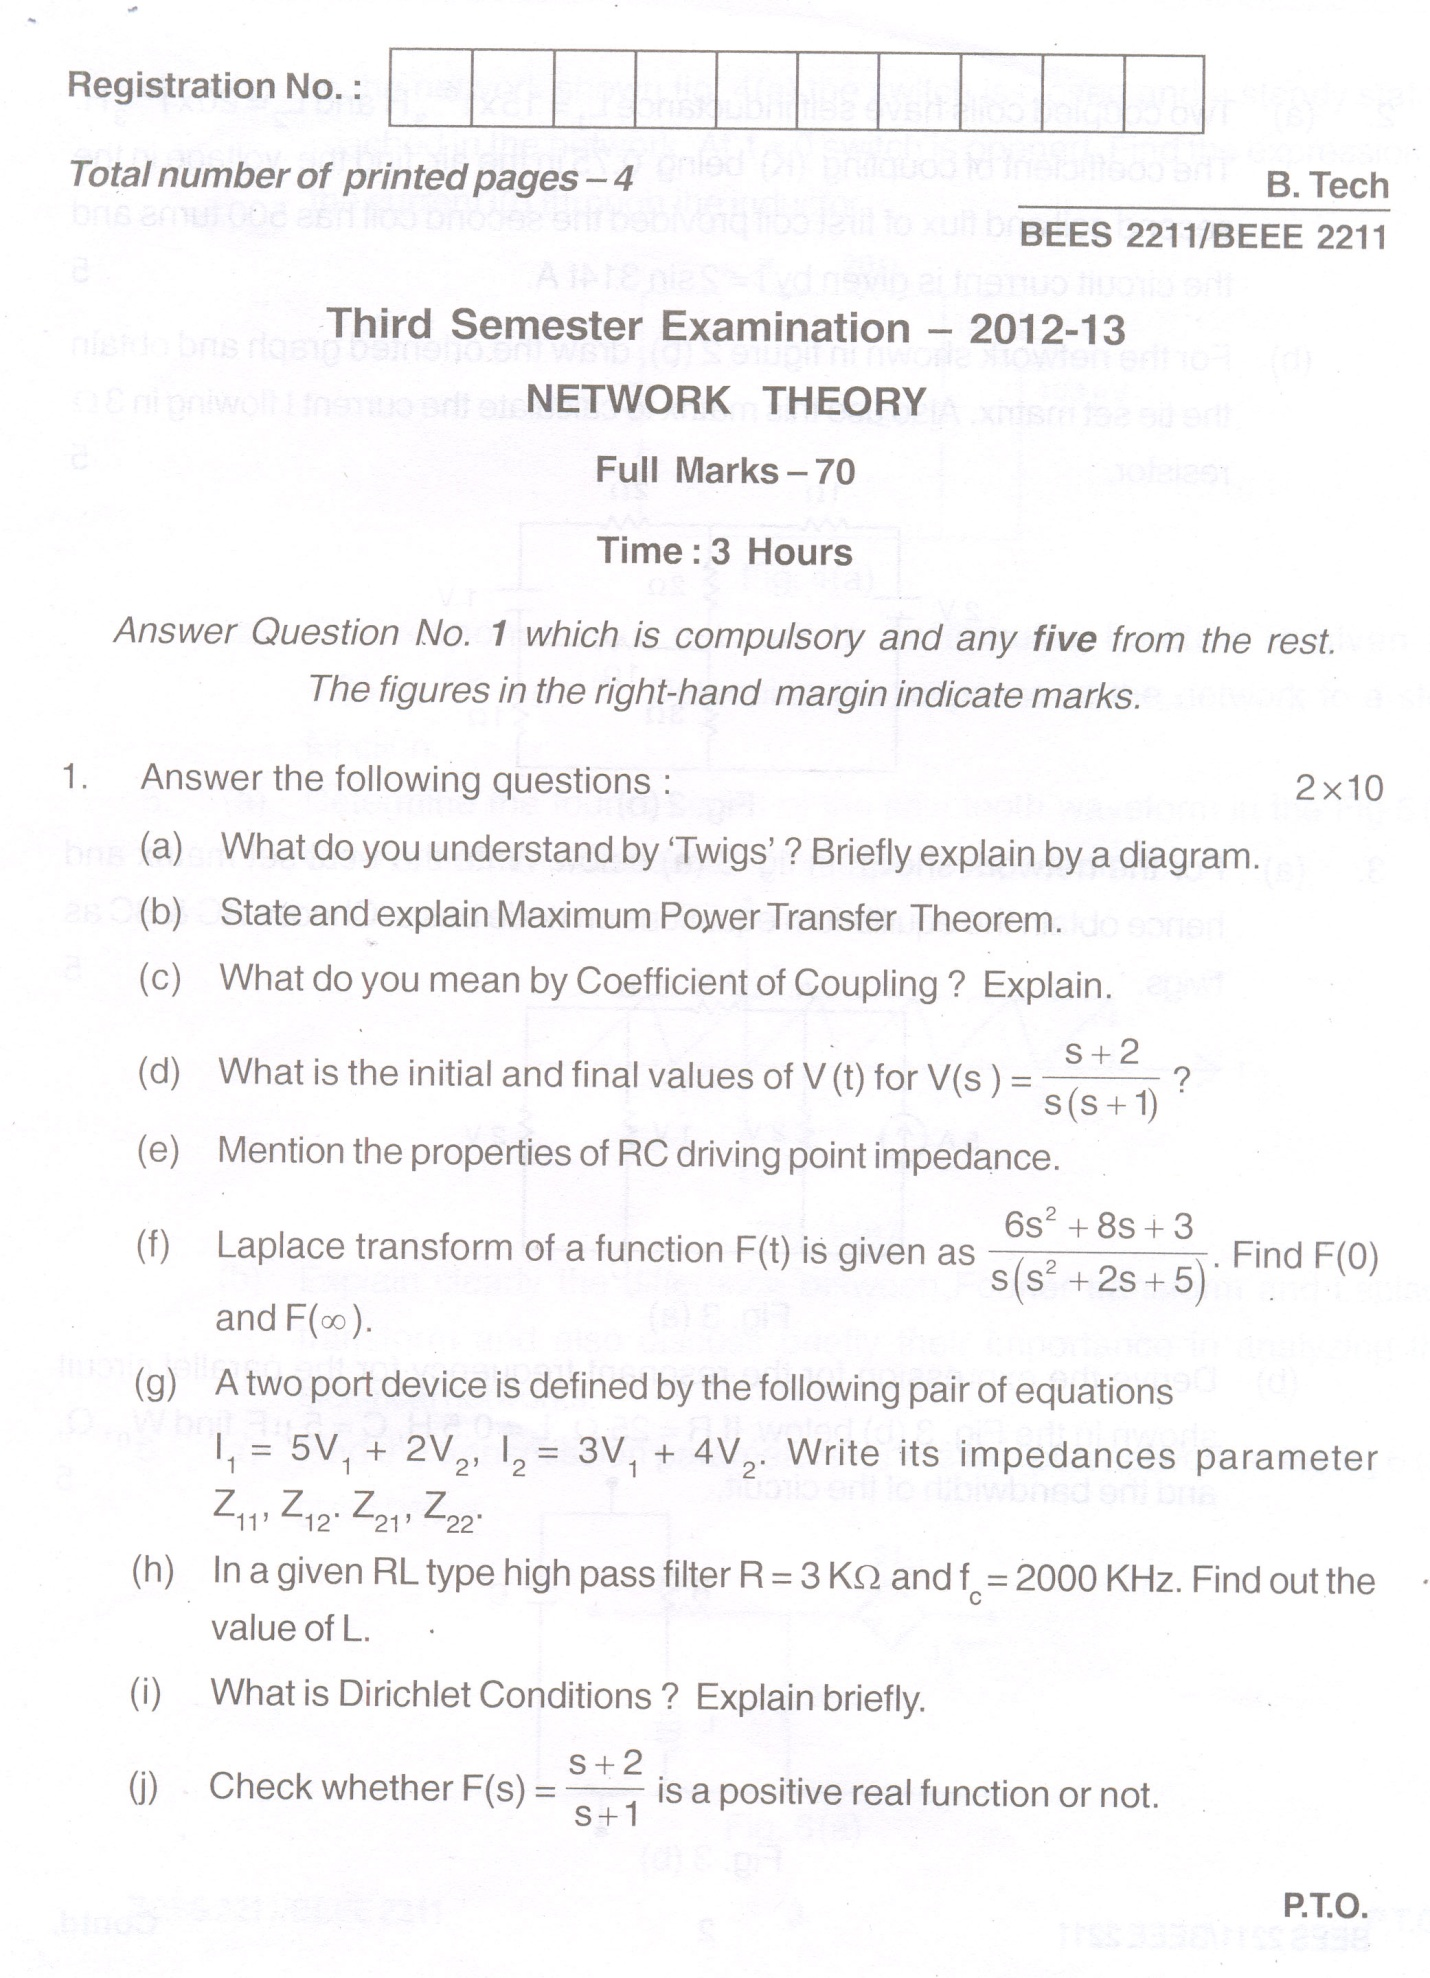 Registration No. :
Total number of printed pages – 4
B. Tech
BEES 2211/BEEE 2211
Third Semester Examination – 2012-13
NETWORK THEORY
Full Marks – 70
Time : 3 Hours
Answer Question No. 1 which is compulsory and any five from the rest.
The figures in the right-hand margin indicate marks.
1. Answer the following questions : 2×10
(a) What do you understand by 'Twigs' ? Briefly explain by a diagram.
(b) State and explain Maximum Power Transfer Theorem.
(c) What do you mean by Coefficient of Coupling ? Explain.
(d) What is the initial and final values of V (t) for V(s ) = (s + 2)/(s (s + 1)) ?
(e) Mention the properties of RC driving point impedance.
(f) Laplace transform of a function F(t) is given as (6s² + 8s + 3)/(s(s² + 2s + 5)). Find F(0)
and F(∞).
(g) A two port device is defined by the following pair of equations
I₁ = 5V₁ + 2V₂, I₂ = 3V₁ + 4V₂. Write its impedances parameter
Z₁₁, Z₁₂. Z₂₁, Z₂₂.
(h) In a given RL type high pass filter R = 3 KΩ and f_c = 2000 KHz. Find out the
value of L.
(i) What is Dirichlet Conditions ? Explain briefly.
(j) Check whether F(s) = (s + 2)/(s + 1) is a positive real function or not.
P.T.O.